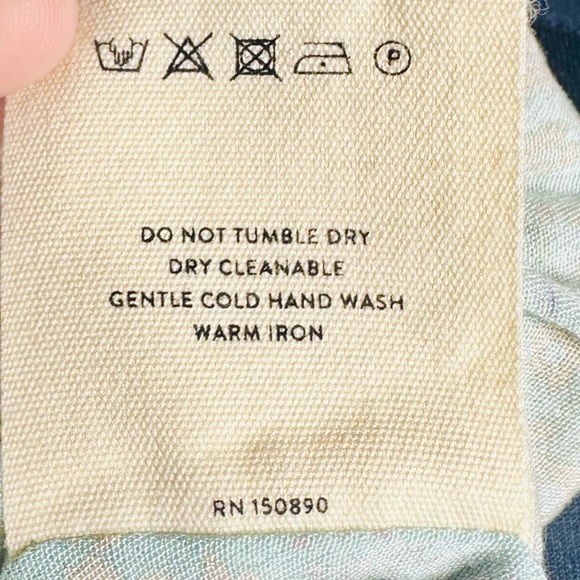 P
DO NOT TUMBLE DRY
DRY CLEANABLE
GENTLE COLD HAND WASH
WARM IRON
RN 150890